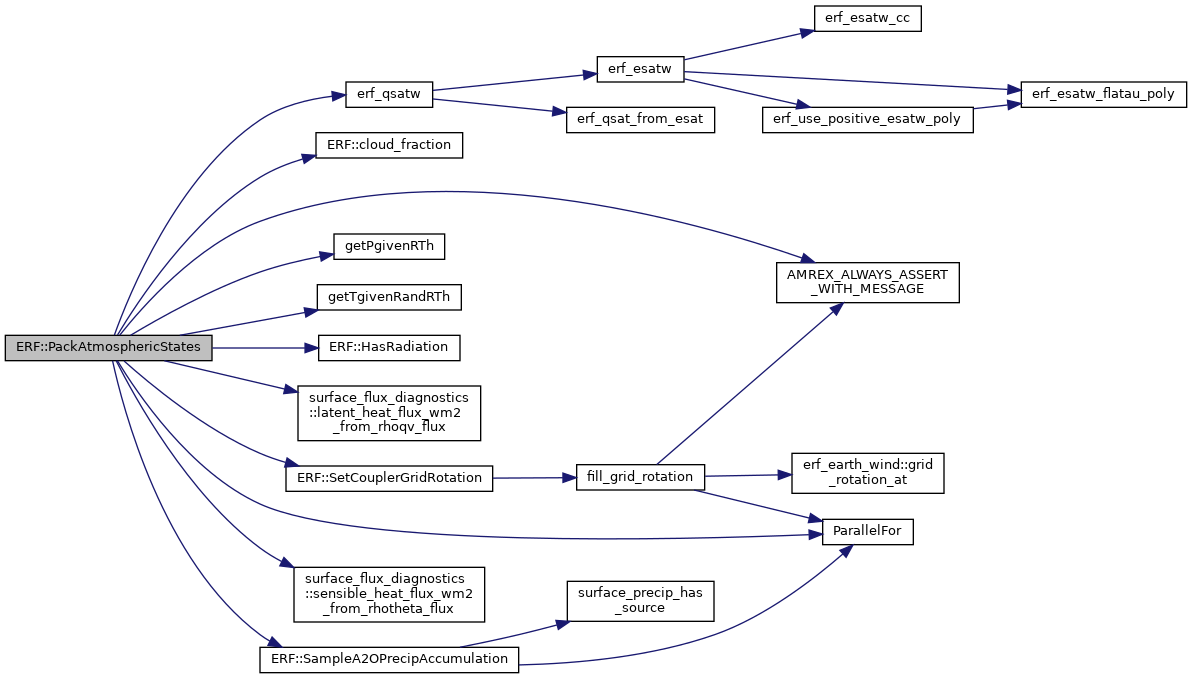 erf_esatw_cc
erf_esatw
erf_qsatw
erf_esatw_flatau_poly
erf_qsat_from_esat
erf_use_positive_esatw_poly
ERF::cloud_fraction
getPgivenRTh
AMREX_ALWAYS_ASSERT
_WITH_MESSAGE
getTgivenRandRTh
ERF::PackAtmosphericStates
ERF::HasRadiation
surface_flux_diagnostics
::latent_heat_flux_wm2
_from_rhoqv_flux
ERF::SetCouplerGridRotation
fill_grid_rotation
erf_earth_wind::grid
_rotation_at
ParallelFor
surface_flux_diagnostics
::sensible_heat_flux_wm2
_from_rhotheta_flux
surface_precip_has
_source
ERF::SampleA2OPrecipAccumulation